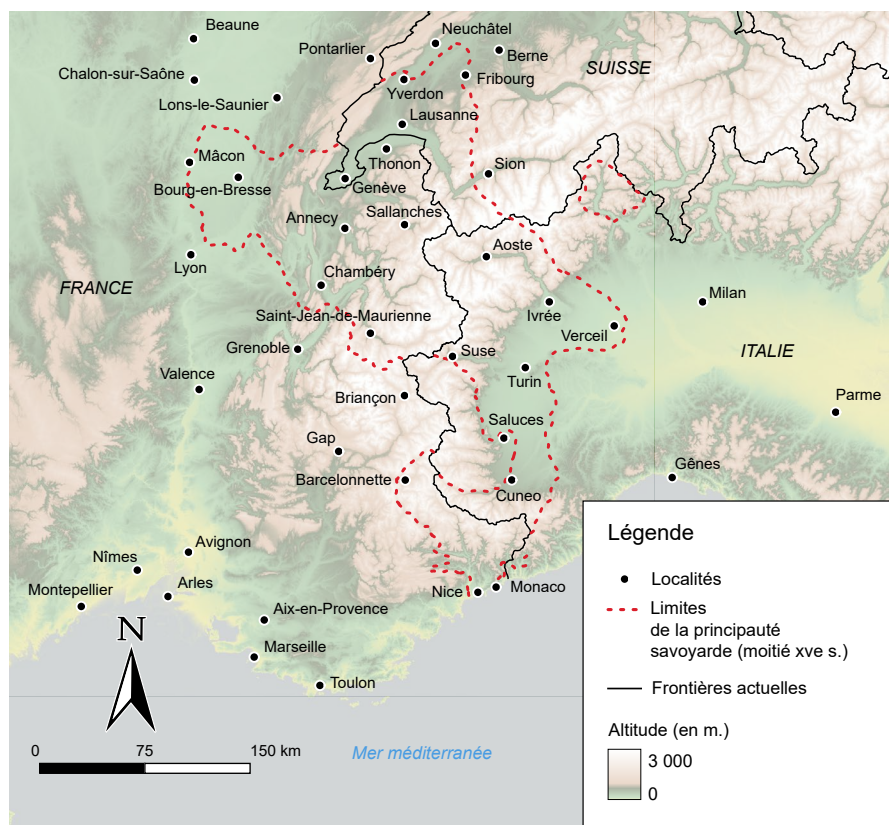 Beaune
Neuchâtel
Pontarlier
Berne
Chalon-sur-Saône
SUISSE
Fribourg
Yverdon
Lons-le-Saunier
Lausanne
Mâcon
Thonon
Sion
Bourg-en-Bresse
Genève
Sallanches
Annecy
Aoste
Lyon
FRANCE
Chambéry
Milan
Ivrée
Saint-Jean-de-Maurienne
Verceil
Grenoble
Suse
ITALIE
Valence
Turin
Briançon
Parme
Saluces
Gap
Barcelonnette
Cuneo
Gênes
Légende
Avignon
Nîmes
Localités
Montepellier
Arles
Nice
Monaco
Limites
de la principauté
savoyarde (moitié xve s.)
Aix-en-Provence
N
Marseille
Toulon
Frontières actuelles
Altitude (en m.)
0 75 150 km
Mer méditerranée
3 000
0